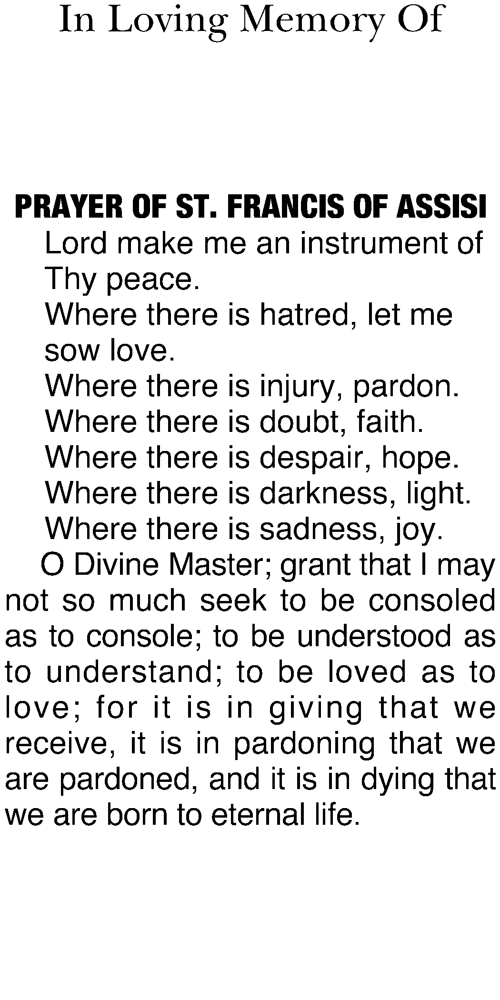 In Loving Memory Of
PRAYER OF ST. FRANCIS OF ASSISI
Lord make me an instrument of
Thy peace.
Where there is hatred, let me
sow love.
Where there is injury, pardon.
Where there is doubt, faith.
Where there is despair, hope.
Where there is darkness, light.
Where there is sadness, joy.
O Divine Master; grant that I may
not so much seek to be consoled
as to console; to be understood as
to understand; to be loved as to
love; for it is in giving that we
receive, it is in pardoning that we
are pardoned, and it is in dying that
we are born to eternal life.